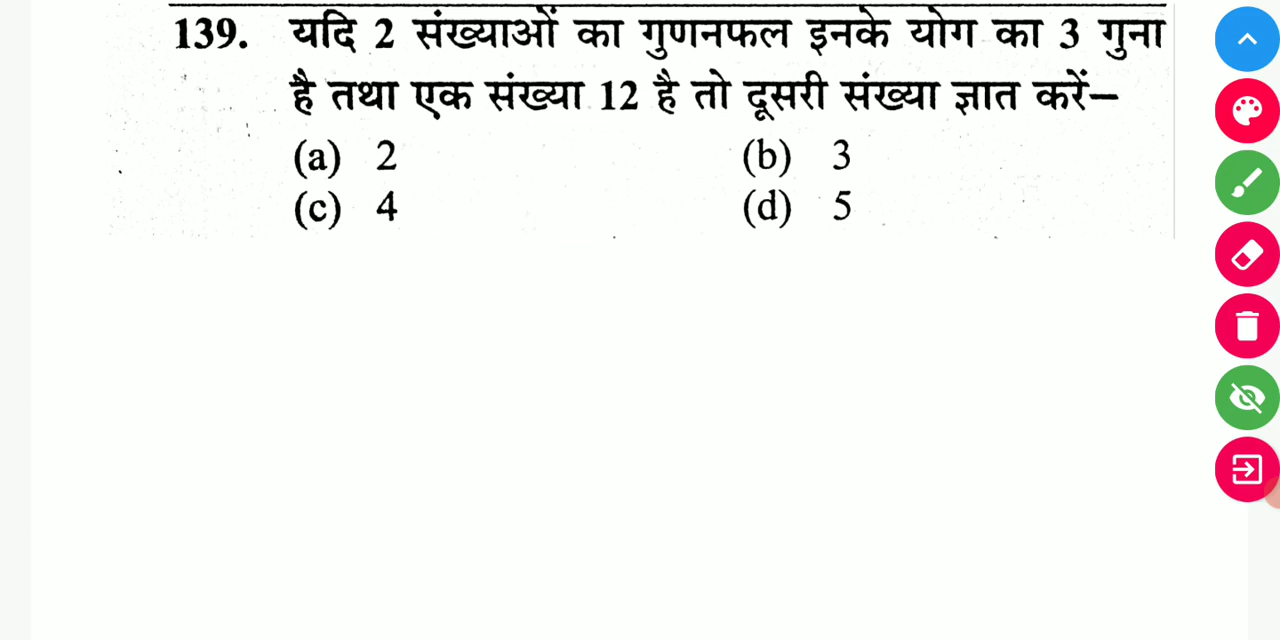 139. यदि 2 संख्याओं का गुणनफल इनके योग का 3 गुना
है तथा एक संख्या 12 है तो दूसरी संख्या ज्ञात करें–
(a) 2 (b) 3
(c) 4 (d) 5